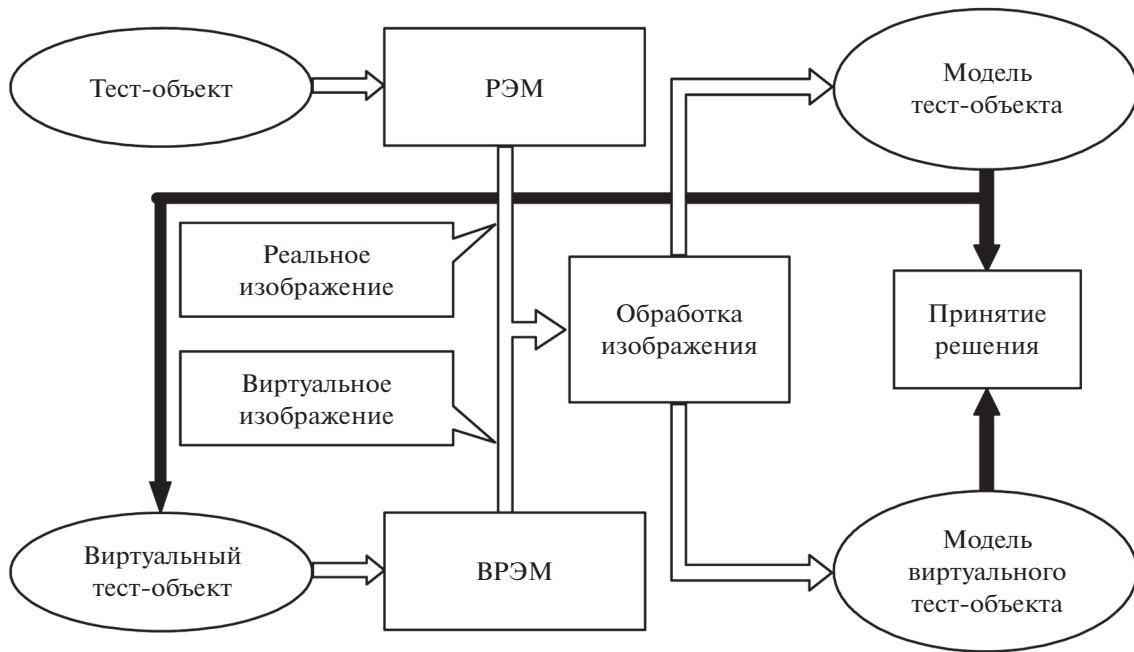 Тест-объект
РЭМ
Модель
тест-объекта
Реальное
изображение
Обработка
изображения
Принятие
решения
Виртуальное
изображение
Виртуальный
тест-объект
ВРЭМ
Модель
виртуального
тест-объекта